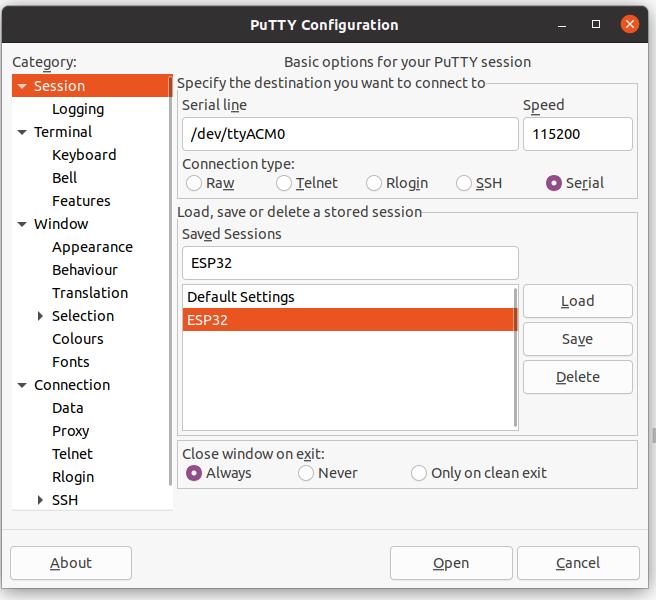 PuTTY Configuration
Category:
Session
Logging
Terminal
Keyboard
Bell
Features
Window
Appearance
Behaviour
Translation
Selection
Colours
Fonts
Connection
Data
Proxy
Telnet
Rlogin
SSH
Basic options for your PuTTY session
Specify the destination you want to connect to
Serial line Speed
/dev/ttyACM0 115200
Connection type:
Raw Telnet Rlogin SSH Serial
Load, save or delete a stored session
Saved Sessions
ESP32
Default Settings
ESP32
Load
Save
Delete
Close window on exit:
Always Never Only on clean exit
About Open Cancel